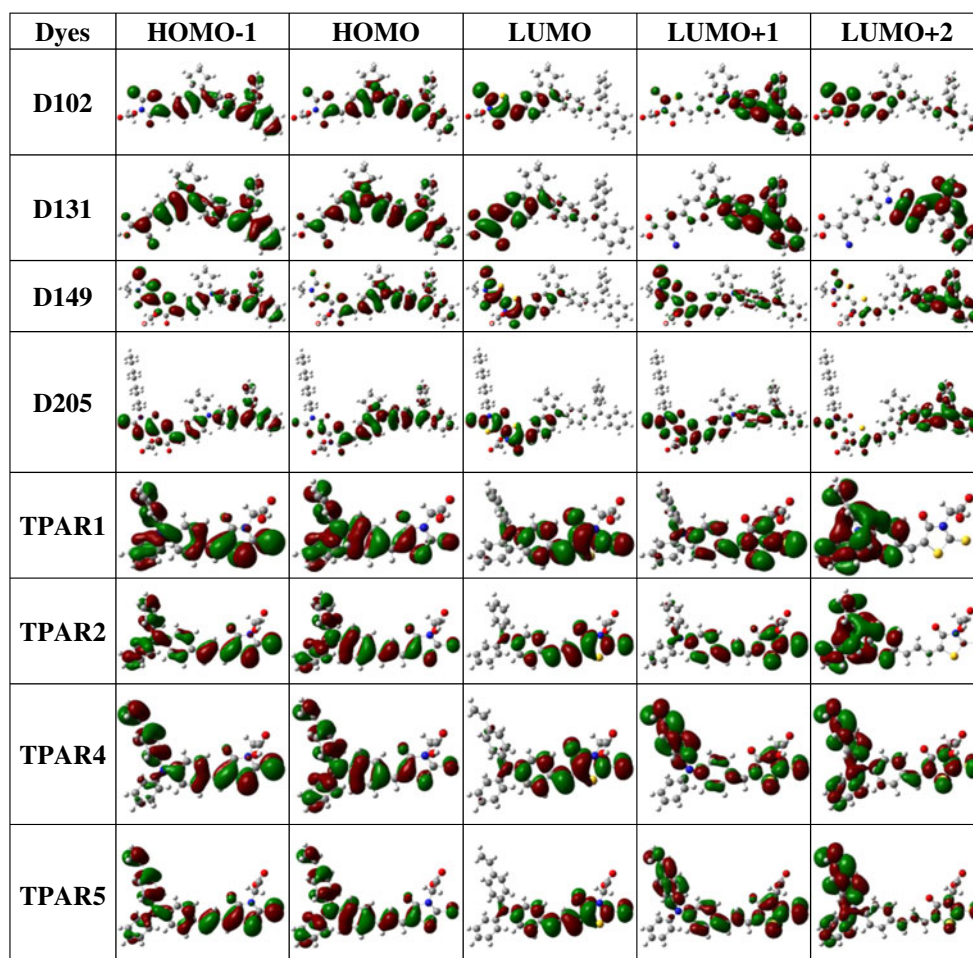 Dyes HOMO-1 HOMO LUMO LUMO+1 LUMO+2
D102
D131
D149
D205
TPAR1
TPAR2
TPAR4
TPAR5